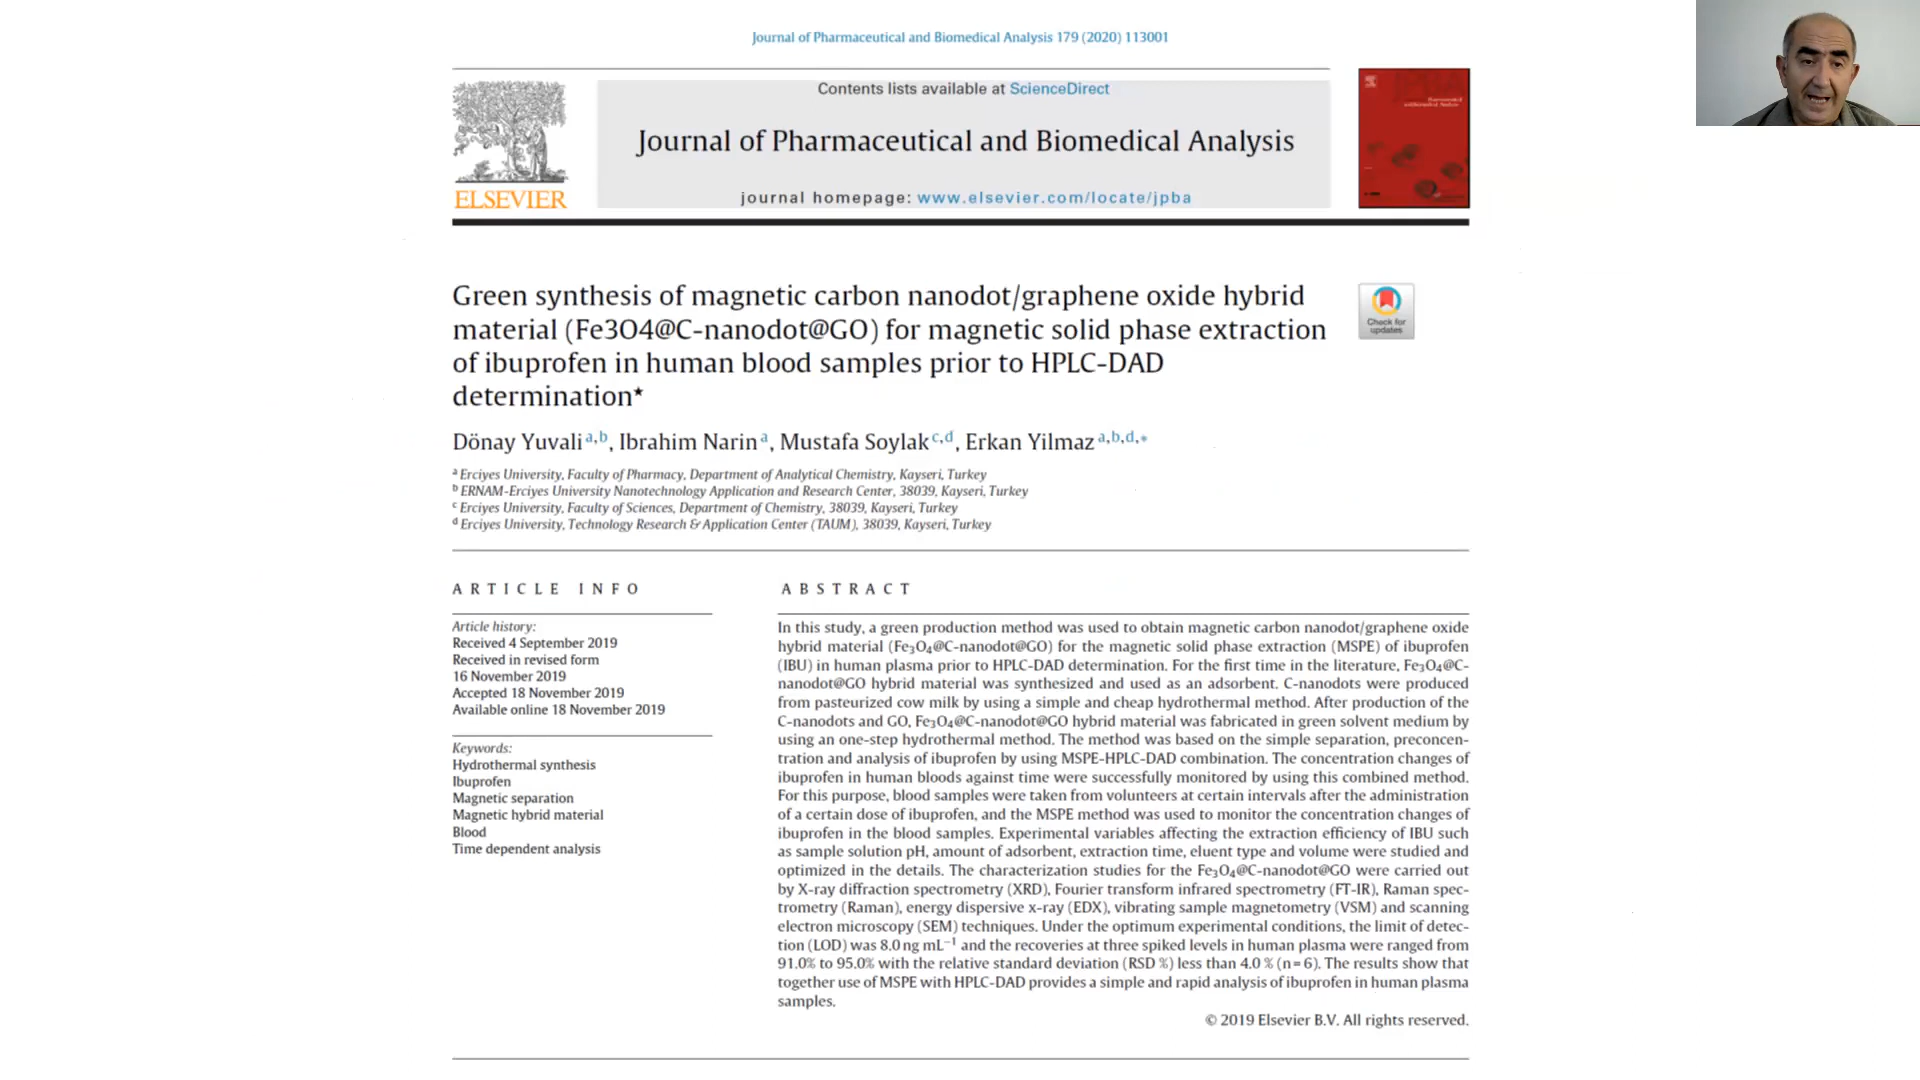 Journal of Pharmaceutical and Biomedical Analysis 179 (2020) 113001
Contents lists available at ScienceDirect
Journal of Pharmaceutical and Biomedical Analysis
journal homepage: www.elsevier.com/locate/jpba
ELSEVIER
Green synthesis of magnetic carbon nanodot/graphene oxide hybrid
material (Fe3O4@C-nanodot@GO) for magnetic solid phase extraction
of ibuprofen in human blood samples prior to HPLC-DAD
determination⋆
Check for
updates
Dönay Yuvali a,b, Ibrahim Narin a, Mustafa Soylak c,d, Erkan Yilmaz a,b,d,*
a Erciyes University, Faculty of Pharmacy, Department of Analytical Chemistry, Kayseri, Turkey
b ERNAM-Erciyes University Nanotechnology Application and Research Center, 38039, Kayseri, Turkey
c Erciyes University, Faculty of Sciences, Department of Chemistry, 38039, Kayseri, Turkey
d Erciyes University, Technology Research & Application Center (TAUM), 38039, Kayseri, Turkey
ARTICLE INFO
Article history:
Received 4 September 2019
Received in revised form
16 November 2019
Accepted 18 November 2019
Available online 18 November 2019
Keywords:
Hydrothermal synthesis
Ibuprofen
Magnetic separation
Magnetic hybrid material
Blood
Time dependent analysis
ABSTRACT
In this study, a green production method was used to obtain magnetic carbon nanodot/graphene oxide
hybrid material (Fe₃O₄@C-nanodot@GO) for the magnetic solid phase extraction (MSPE) of ibuprofen
(IBU) in human plasma prior to HPLC-DAD determination. For the first time in the literature, Fe₃O₄@C-
nanodot@GO hybrid material was synthesized and used as an adsorbent. C-nanodots were produced
from pasteurized cow milk by using a simple and cheap hydrothermal method. After production of the
C-nanodots and GO, Fe₃O₄@C-nanodot@GO hybrid material was fabricated in green solvent medium by
using an one-step hydrothermal method. The method was based on the simple separation, preconcen-
tration and analysis of ibuprofen by using MSPE-HPLC-DAD combination. The concentration changes of
ibuprofen in human bloods against time were successfully monitored by using this combined method.
For this purpose, blood samples were taken from volunteers at certain intervals after the administration
of a certain dose of ibuprofen, and the MSPE method was used to monitor the concentration changes of
ibuprofen in the blood samples. Experimental variables affecting the extraction efficiency of IBU such
as sample solution pH, amount of adsorbent, extraction time, eluent type and volume were studied and
optimized in the details. The characterization studies for the Fe₃O₄@C-nanodot@GO were carried out
by X-ray diffraction spectrometry (XRD), Fourier transform infrared spectrometry (FT-IR), Raman spec-
trometry (Raman), energy dispersive x-ray (EDX), vibrating sample magnetometry (VSM) and scanning
electron microscopy (SEM) techniques. Under the optimum experimental conditions, the limit of detec-
tion (LOD) was 8.0 ng mL⁻¹ and the recoveries at three spiked levels in human plasma were ranged from
91.0% to 95.0% with the relative standard deviation (RSD %) less than 4.0 % (n = 6). The results show that
together use of MSPE with HPLC-DAD provides a simple and rapid analysis of ibuprofen in human plasma
samples.
© 2019 Elsevier B.V. All rights reserved.